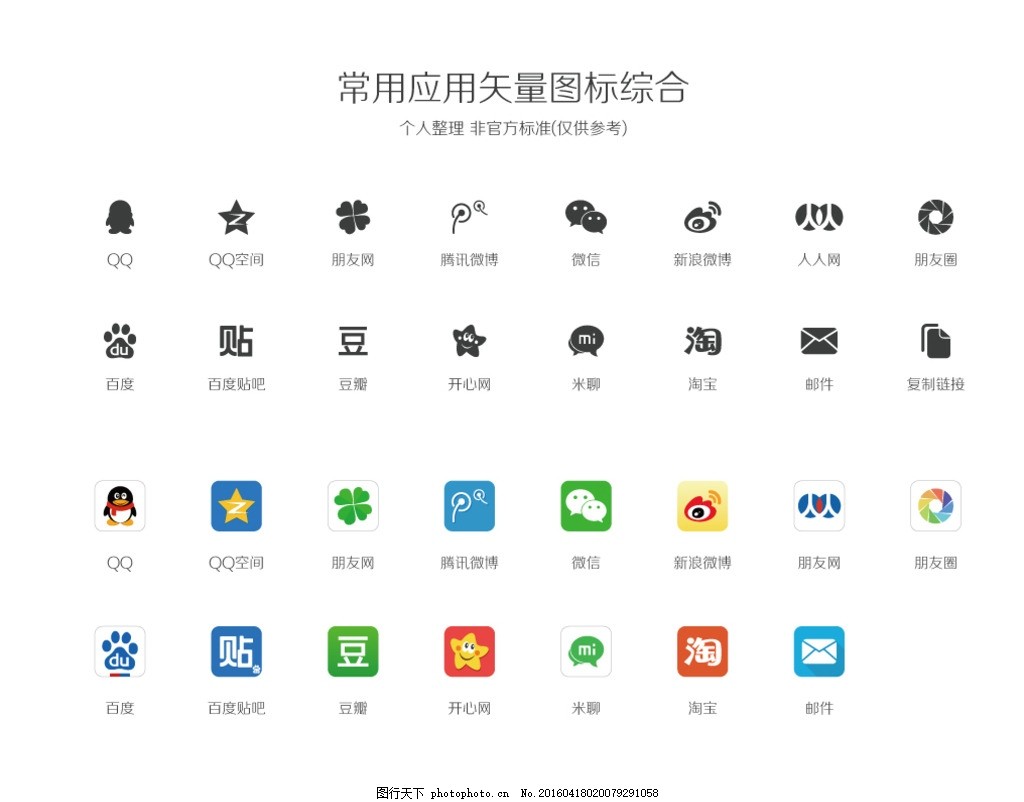 常用应用矢量图标综合
个人整理 非官方标准(仅供参考)
QQ QQ空间 朋友网 腾讯微博 微信 新浪微博 人人网 朋友圈
du 贴 豆 mi 淘
百度 百度贴吧 豆瓣 开心网 米聊 淘宝 邮件 复制链接
QQ QQ空间 朋友网 腾讯微博 微信 新浪微博 朋友网 朋友圈
du 贴 豆 mi 淘
百度 百度贴吧 豆瓣 开心网 米聊 淘宝 邮件
图行天下 photophoto.cn No.20160418020079291058